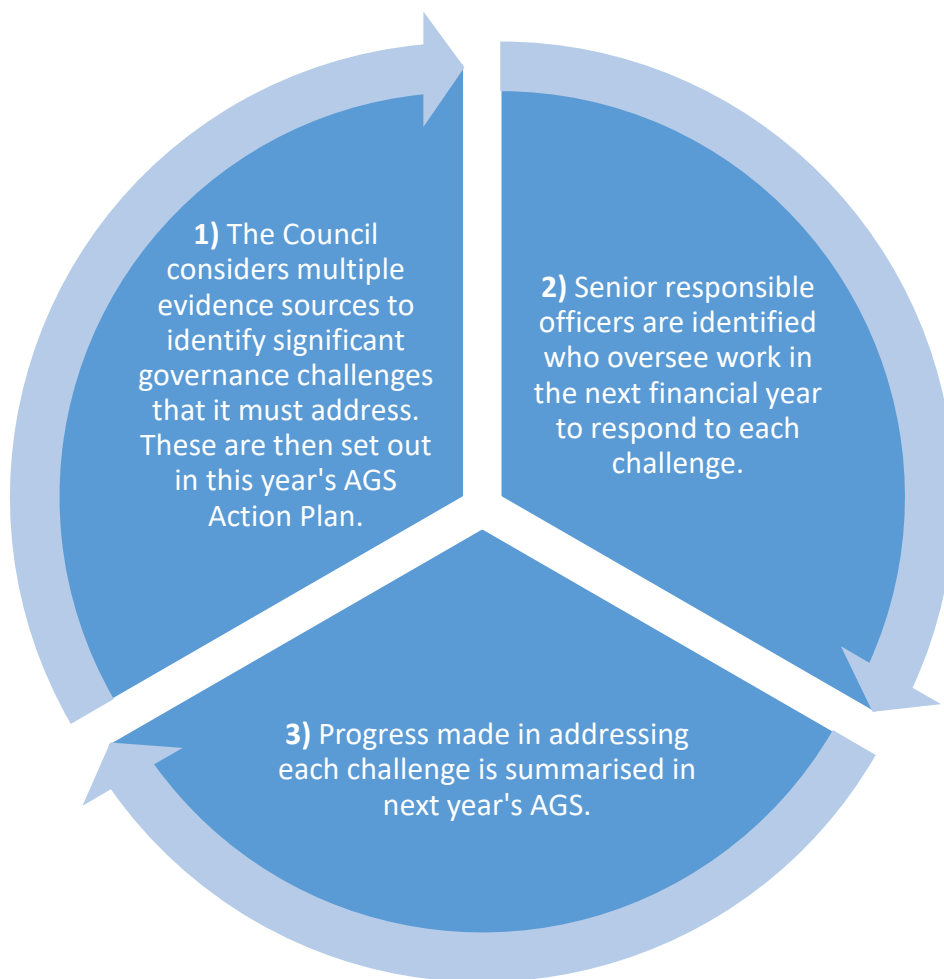 1) The Council
considers multiple
evidence sources to
identify significant
governance challenges
that it must address.
These are then set out
in this year's AGS
Action Plan.
2) Senior responsible
officers are identified
who oversee work in
the next financial year
to respond to each
challenge.
3) Progress made in addressing
each challenge is summarised in
next year's AGS.